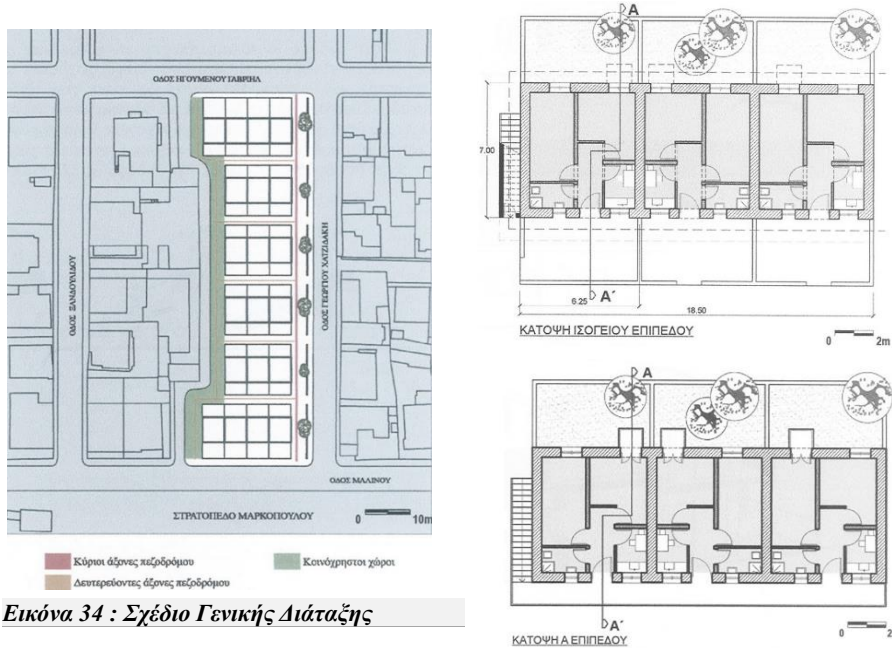 ΟΔΟΣ ΗΓΟΥΜΕΝΟΥ ΓΑΒΡΙΗΛ
ΟΔΟΣ ΞΑΝΘΟΥΛΙΔΟΥ
ΟΔΟΣ ΓΕΩΡΓΙΟΥ ΧΑΤΖΙΔΑΚΗ
ΟΔΟΣ ΜΑΛΙΝΟΥ
ΣΤΡΑΤΟΠΕΔΟ ΜΑΡΚΟΠΟΥΛΟΥ
0 10m
Κύριοι άξονες πεζοδρόμου
Κοινόχρηστοι χώροι
Δευτερεύοντες άξονες πεζοδρόμου
Εικόνα 34 : Σχέδιο Γενικής Διάταξης
A
7.00
A΄
6.25
18.50
ΚΑΤΟΨΗ ΙΣΟΓΕΙΟΥ ΕΠΙΠΕΔΟΥ
0 2m
A
A΄
ΚΑΤΟΨΗ Α ΕΠΙΠΕΔΟΥ
0 2